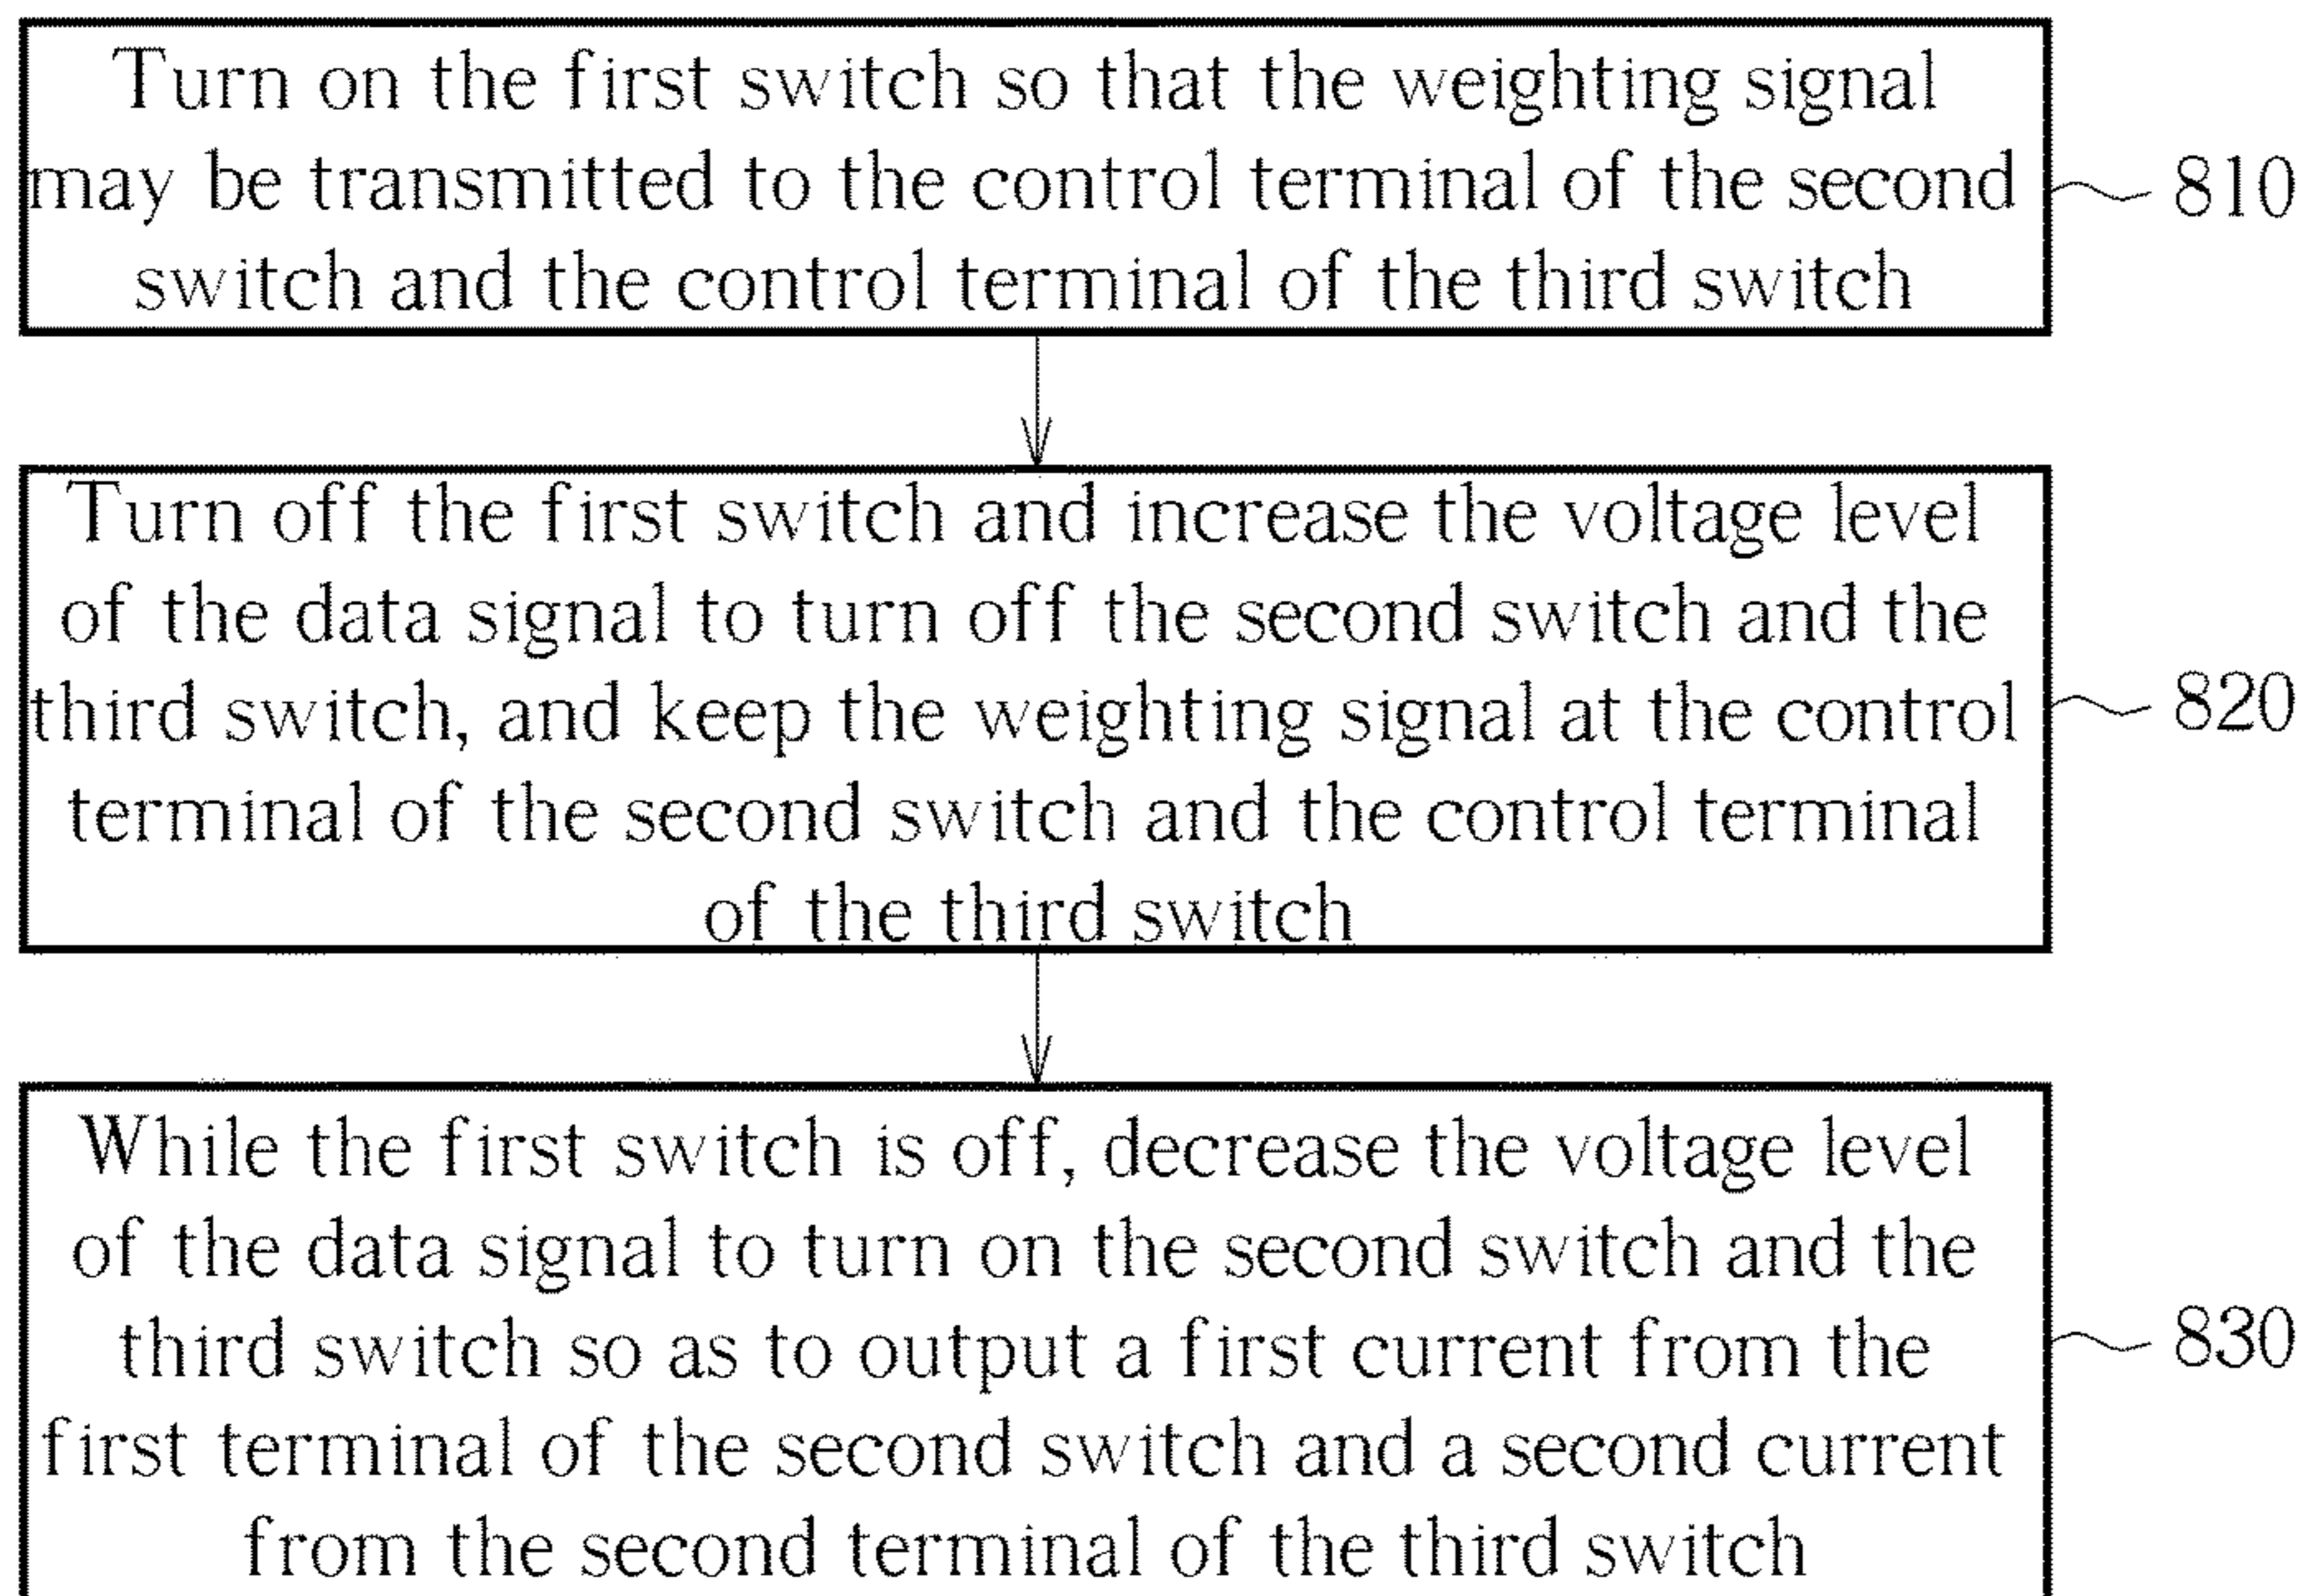 Turn on the first switch so that the weighting signal
may be transmitted to the control terminal of the second
switch and the control terminal of the third switch
810
Turn off the first switch and increase the voltage level
of the data signal to turn off the second switch and the
third switch, and keep the weighting signal at the control
terminal of the second switch and the control terminal
of the third switch
820
While the first switch is off, decrease the voltage level
of the data signal to turn on the second switch and the
third switch so as to output a first current from the
first terminal of the second switch and a second current
from the second terminal of the third switch
830